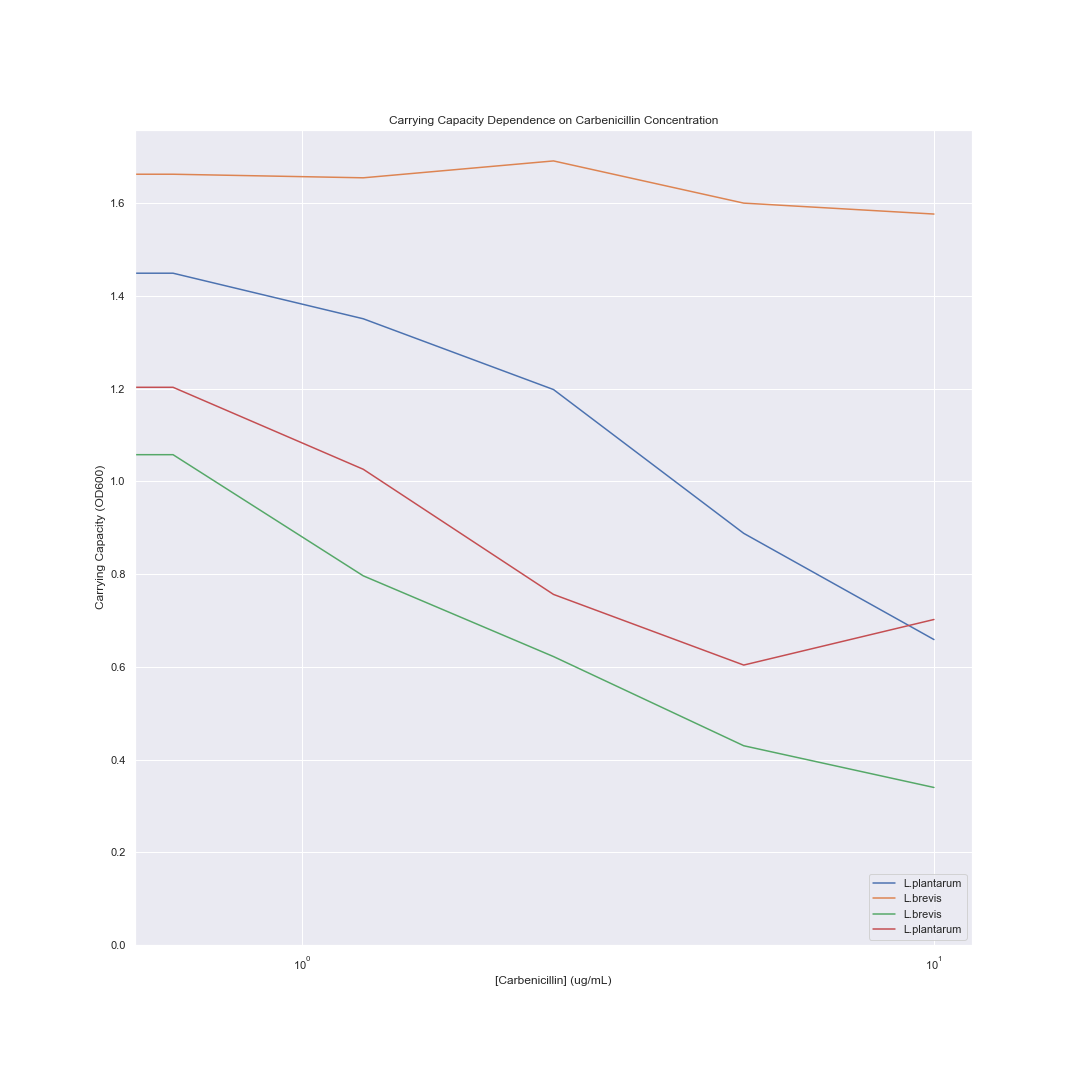 Carrying Capacity Dependence on Carbenicillin Concentration
Carrying Capacity (OD600)
1.6
1.4
1.2
1.0
0.8
0.6
0.4
0.2
0.0
L.plantarum
L.brevis
L.brevis
L.plantarum
10⁰
10¹
[Carbenicillin] (ug/mL)